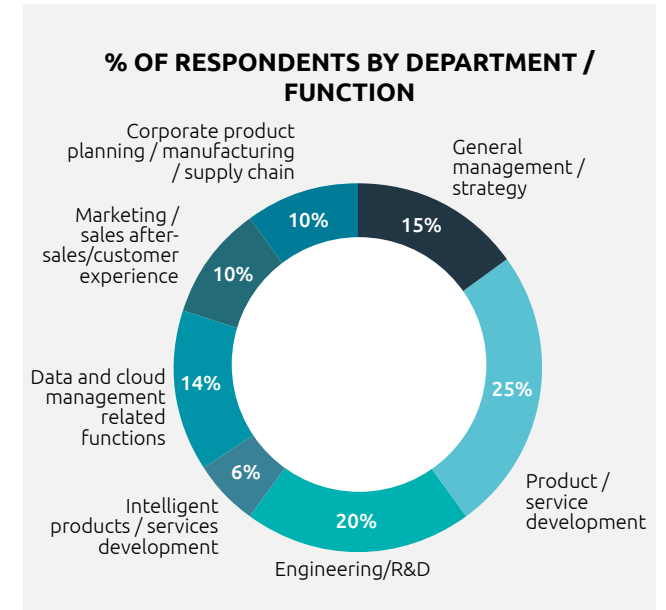 % OF RESPONDENTS BY DEPARTMENT /
FUNCTION
Corporate product
planning / manufacturing
/ supply chain
General
management /
strategy
10%
15%
Marketing /
sales after-
sales/customer
experience
10%
Data and cloud
management
related
functions
14%
25%
6%
Intelligent
products / services
development
20%
Product /
service
development
Engineering/R&D